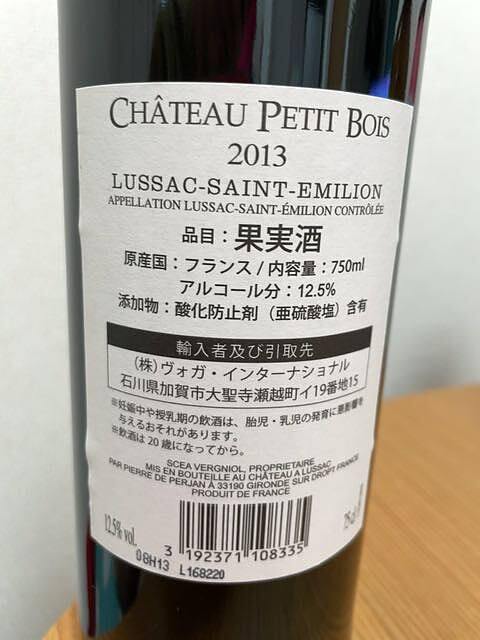 CHÂTEAU PETIT BOIS
2013
LUSSAC-SAINT-EMILION
APPELLATION LUSSAC-SAINT-ÉMILION CONTRÔLÉE
品目：果実酒
原産国：フランス / 内容量：750ml
アルコール分：12.5%
添加物：酸化防止剤（亜硫酸塩）含有
輸入者及び引取先
（株）ヴォガ・インターナショナル
石川県加賀市大聖寺瀬越町イ19番地15
※妊娠中や授乳期の飲酒は、胎児・乳児の発育に悪影響を
与えるおそれがあります。
※飲酒は 20 歳になってから。
SCEA VERGNIOL, PROPRIETAIRE
MIS EN BOUTEILLE AU CHÂTEAU A LUSSAC
PAR PIERRE DE PERJAN À 33190 GIRONDE SUR DROPT FRANCE
PRODUIT DE FRANCE
12.5% vol.
75 cl
3 192371 108335
08H13 L168220